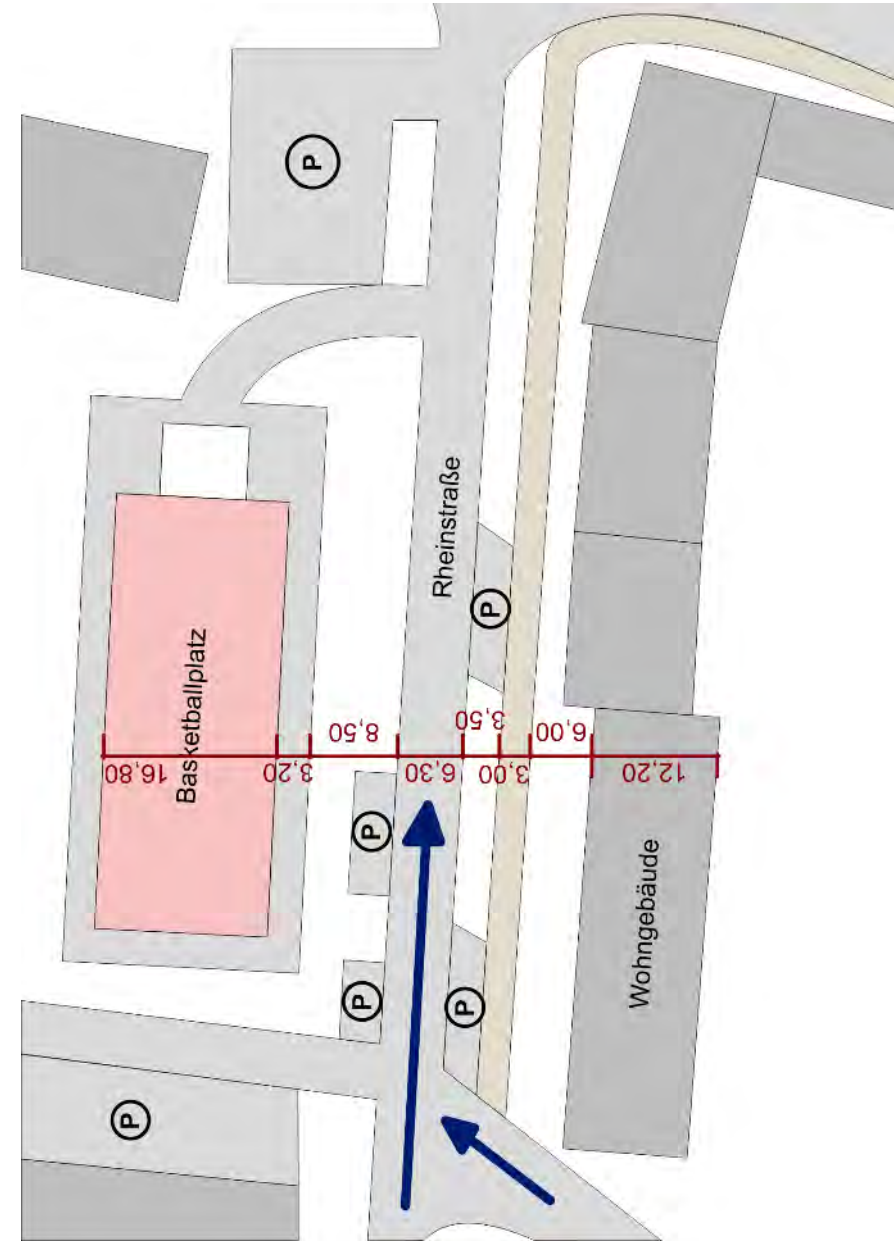 P
Rheinstraße
P
Basketballplatz
16,80
3,20
8,50
6,30
3,50
3,00
6,00
12,20
P
Wohngebäude
P
P
P